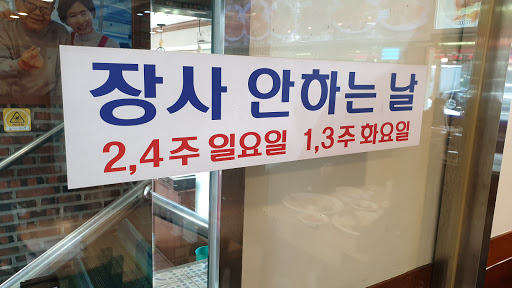 장사 안하는 날
2,4주 일요일 1,3주 화요일